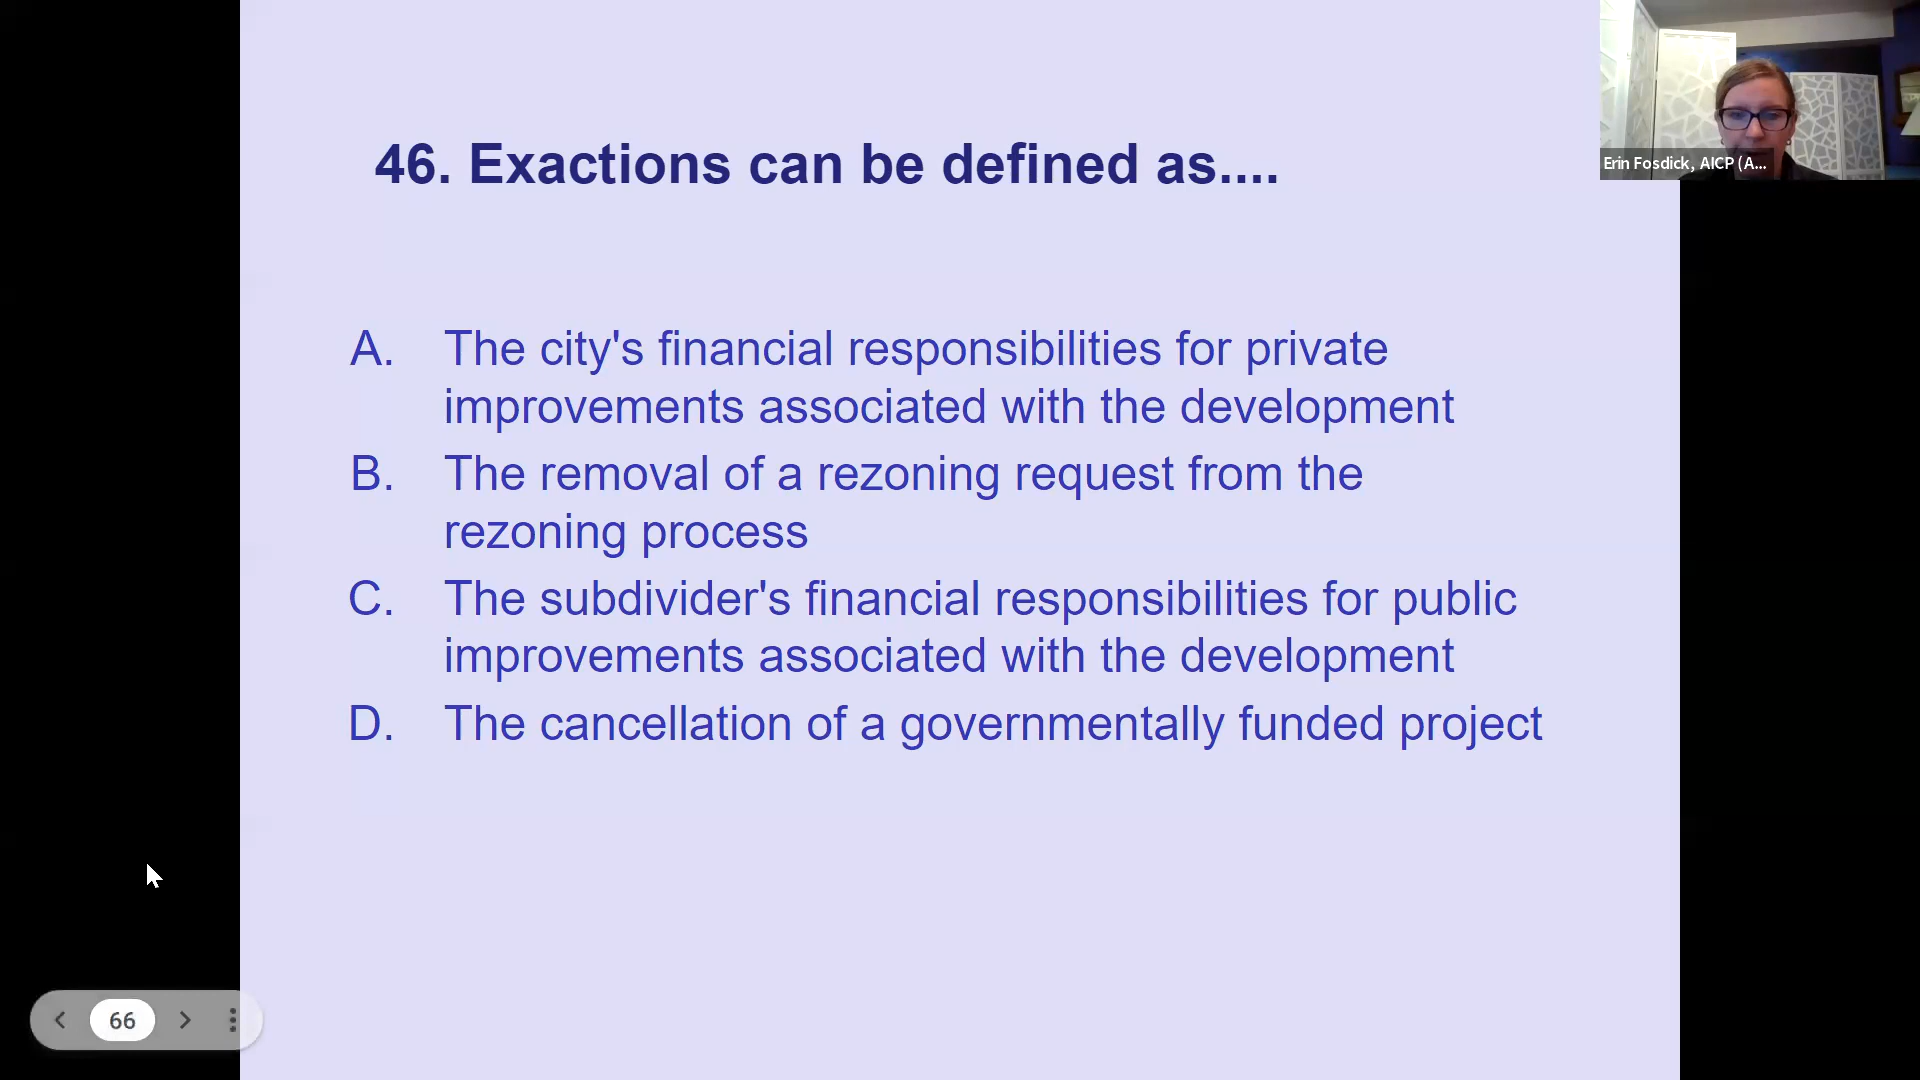 46. Exactions can be defined as....
A. The city's financial responsibilities for private
improvements associated with the development
B. The removal of a rezoning request from the
rezoning process
C. The subdivider's financial responsibilities for public
improvements associated with the development
D. The cancellation of a governmentally funded project
Erin Fosdick, AICP (A...
66